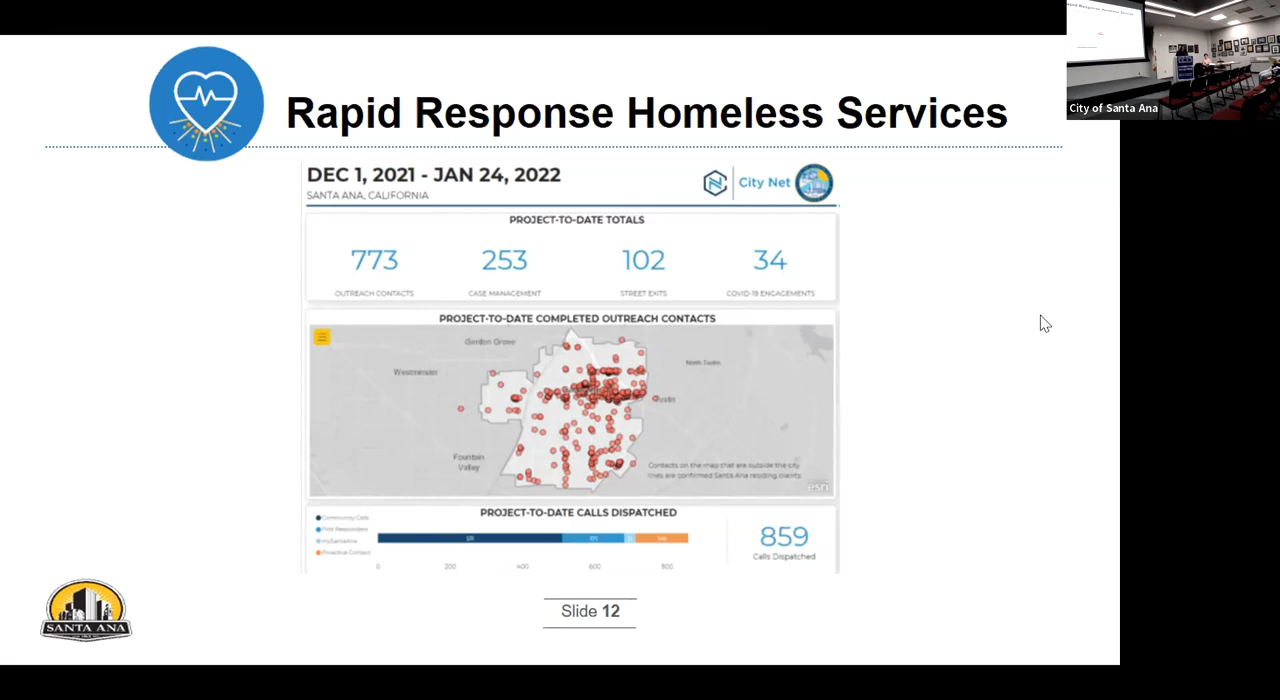 Rapid Response Homeless Services
City of Santa Ana
DEC 1, 2021 - JAN 24, 2022
SANTA ANA, CALIFORNIA
City Net
PROJECT-TO-DATE TOTALS
773
253
102
34
OUTREACH CONTACTS
CASE MANAGEMENT
STREET EXITS
COVID-19 ENGAGEMENTS
PROJECT-TO-DATE COMPLETED OUTREACH CONTACTS
Garden Grove
Westminster
North Tustin
Fountain
Valley
Contacts on the map that are outside the city
lines are confirmed Santa Ana residing clients.
esri
PROJECT-TO-DATE CALLS DISPATCHED
Community Calls
First Responders
mySantaAna
Proactive Contact
859
Calls Dispatched
0
200
400
600
800
SANTA ANA
Slide 12